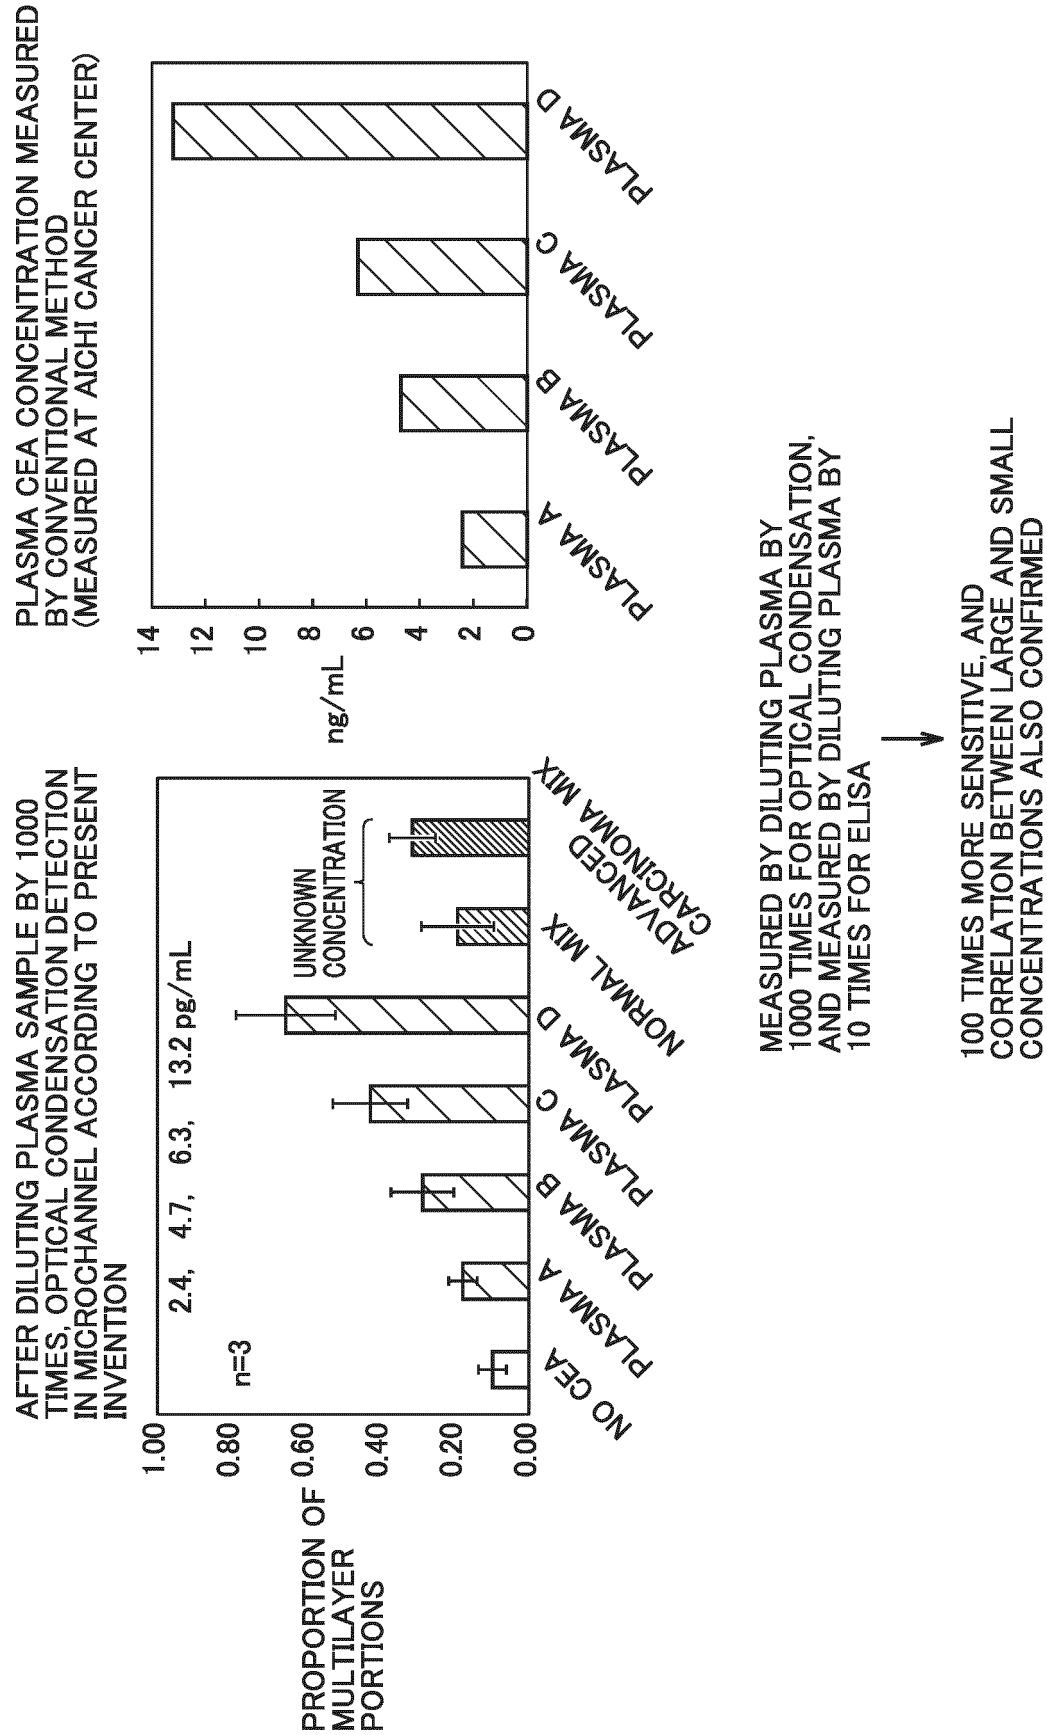 AFTER DILUTING PLASMA SAMPLE BY 1000
TIMES, OPTICAL CONDENSATION DETECTION
IN MICROCHANNEL ACCORDING TO PRESENT
INVENTION
PROPORTION OF
MULTILAYER
PORTIONS
1.00
0.80
0.60
0.40
0.20
0.00
n=3
2.4, 4.7, 6.3, 13.2 pg/mL
UNKNOWN
CONCENTRATION
NO CEA
PLASMA A
PLASMA B
PLASMA C
PLASMA D
NORMAL MIX
ADVANCED
CARCINOMA MIX
PLASMA CEA CONCENTRATION MEASURED
BY CONVENTIONAL METHOD
(MEASURED AT AICHI CANCER CENTER)
ng/mL
14
12
10
8
6
4
2
0
PLASMA A
PLASMA B
PLASMA C
PLASMA D
MEASURED BY DILUTING PLASMA BY
1000 TIMES FOR OPTICAL CONDENSATION,
AND MEASURED BY DILUTING PLASMA BY
10 TIMES FOR ELISA
100 TIMES MORE SENSITIVE, AND
CORRELATION BETWEEN LARGE AND SMALL
CONCENTRATIONS ALSO CONFIRMED